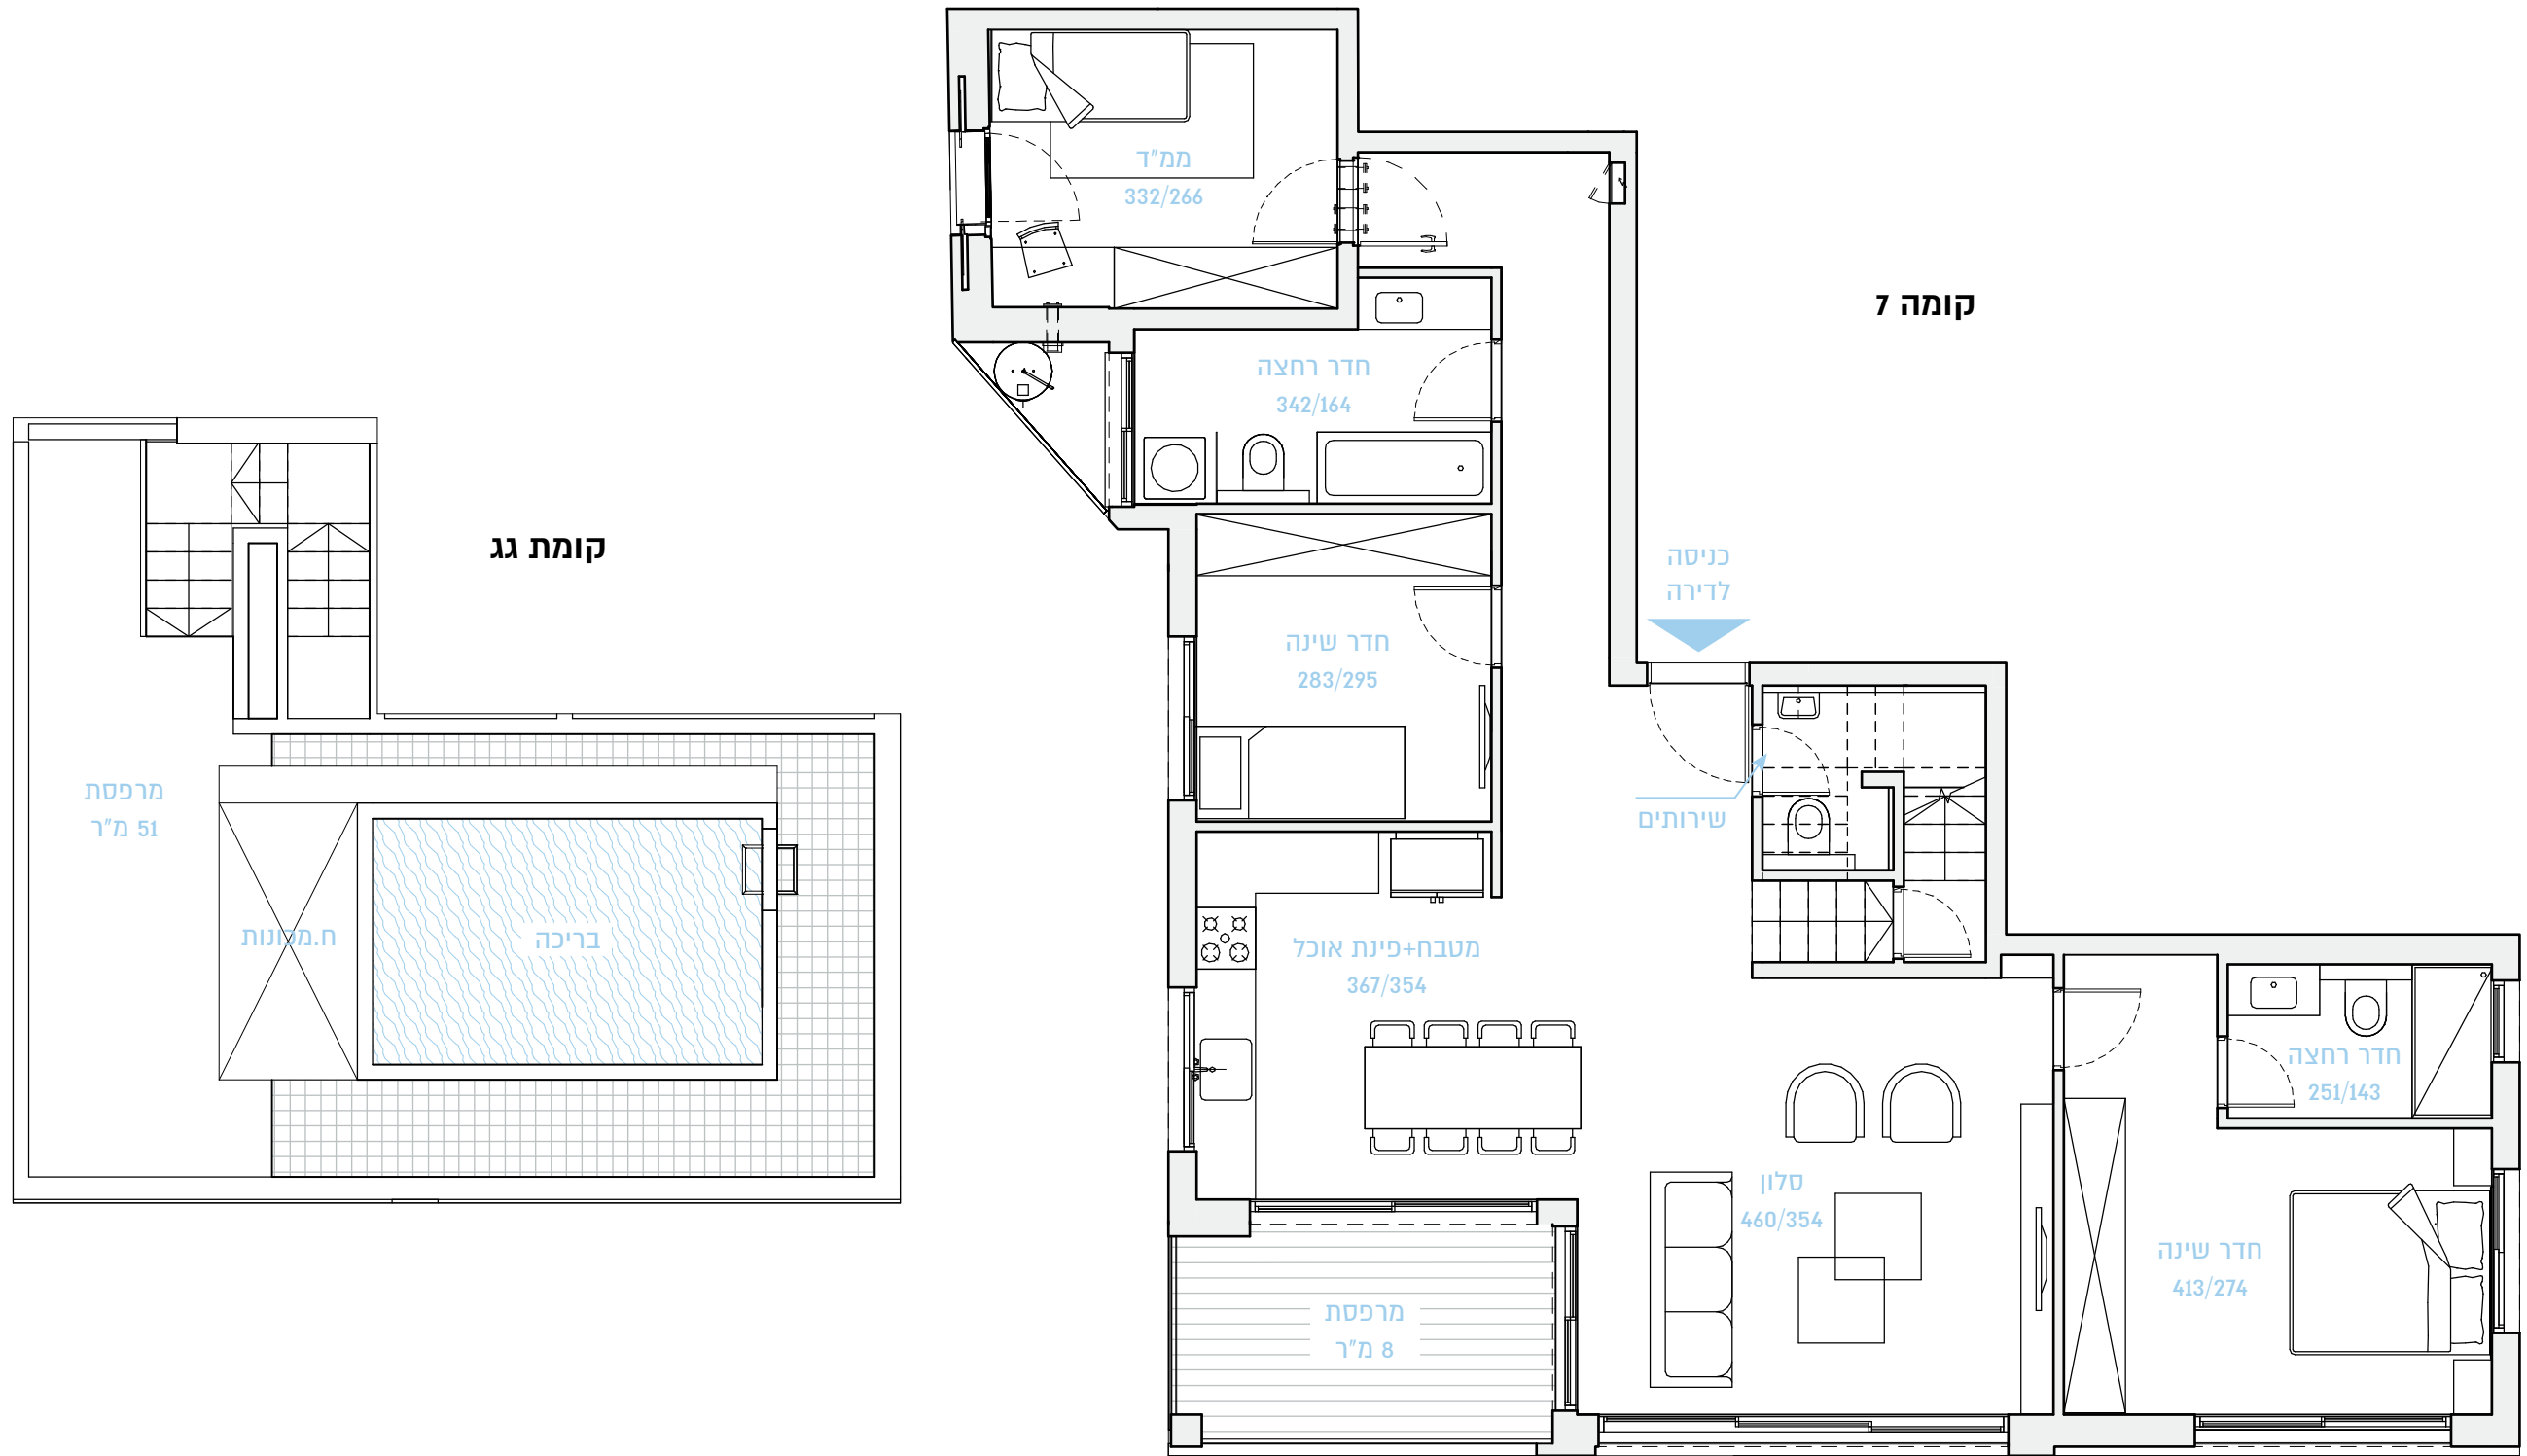 קומה 7
קומת גג
ממ"ד
332/266
חדר רחצה
342/164
כניסה
לדירה
חדר שינה
283/295
שירותים
מטבח+פינת אוכל
367/354
חדר רחצה
251/143
סלון
460/354
חדר שינה
413/274
מרפסת
8 מ"ר
מרפסת
51 מ"ר
ח.מכונות
בריכה